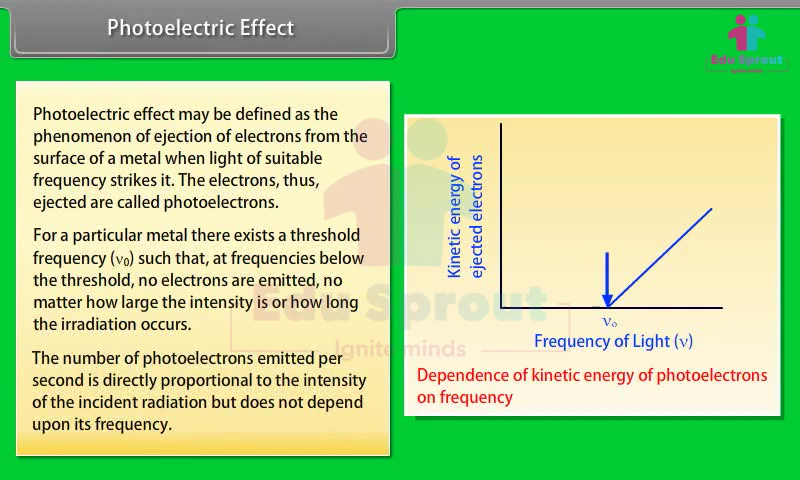 Photoelectric Effect
Edu Sprout
Ignite minds
Photoelectric effect may be defined as the
phenomenon of ejection of electrons from the
surface of a metal when light of suitable
frequency strikes it. The electrons, thus,
ejected are called photoelectrons.
For a particular metal there exists a threshold
frequency (ν₀) such that, at frequencies below
the threshold, no electrons are emitted, no
matter how large the intensity is or how long
the irradiation occurs.
The number of photoelectrons emitted per
second is directly proportional to the intensity
of the incident radiation but does not depend
upon its frequency.
Kinetic energy of
ejected electrons
ν₀
Frequency of Light (ν)
Dependence of kinetic energy of photoelectrons
on frequency
Edu Sprout
Ignite minds